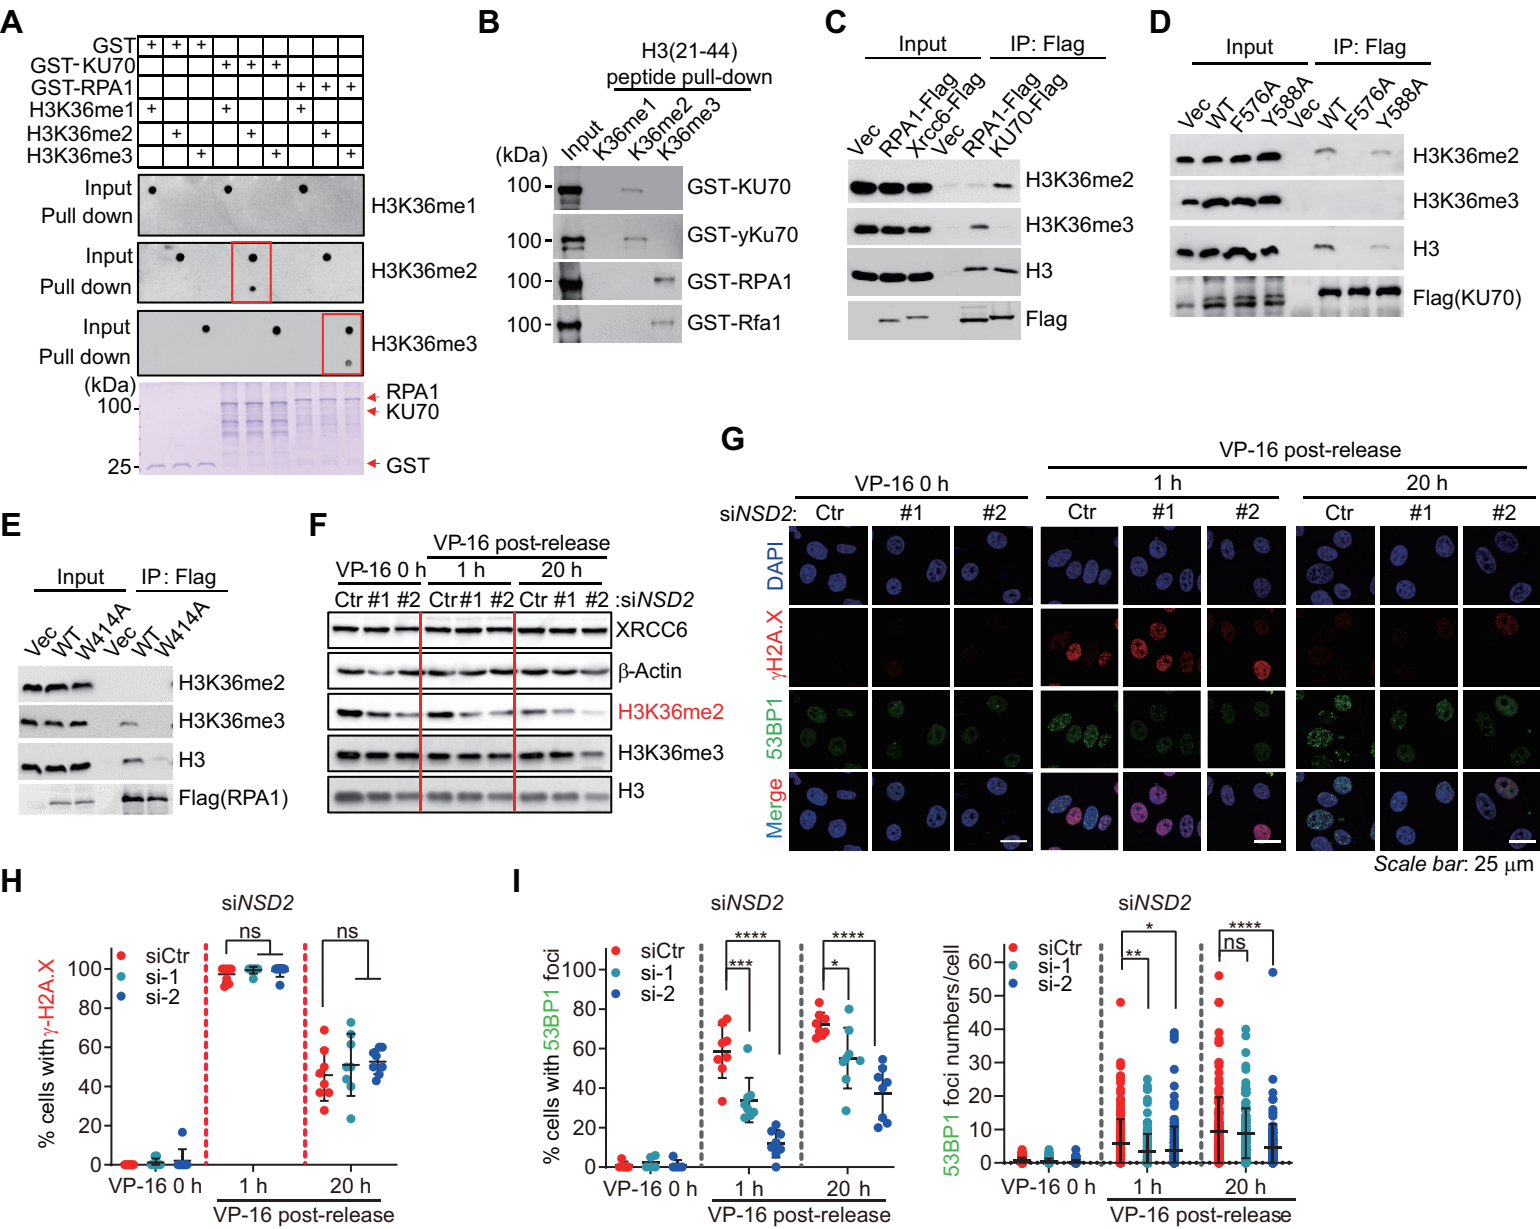 A
GST + + +
GST-KU70 + + +
GST-RPA1 + + +
H3K36me1 + + +
H3K36me2 + + +
H3K36me3 + + +
Input
Pull down
H3K36me1
Input
Pull down
H3K36me2
Input
Pull down
H3K36me3
(kDa)
100
25
RPA1
KU70
GST
B
H3(21-44)
peptide pull-down
Input K36me1 K36me2 K36me3
(kDa)
100 GST-KU70
100 GST-yKu70
100 GST-RPA1
100 GST-Rfa1
C
Input IP: Flag
Vec RPA1-Flag Xrcc6-Flag Vec RPA1-Flag KU70-Flag
H3K36me2
H3K36me3
H3
Flag
D
Input IP: Flag
Vec WT F576A Y588A Vec WT F576A Y588A
H3K36me2
H3K36me3
H3
Flag(KU70)
E
Input IP: Flag
Vec WT W414A Vec WT W414A
H3K36me2
H3K36me3
H3
Flag(RPA1)
F
VP-16 post-release
VP-16 0 h 1 h 20 h
Ctr #1 #2 Ctr #1 #2 Ctr #1 #2 :siNSD2
XRCC6
β-Actin
H3K36me2
H3K36me3
H3
G
VP-16 post-release
VP-16 0 h 1 h 20 h
siNSD2: Ctr #1 #2 Ctr #1 #2 Ctr #1 #2
DAPI
γH2A.X
53BP1
Merge
Scale bar: 25 μm
H
siNSD2
% cells with γ-H2A.X
siCtr
si-1
si-2
ns ns
100
80
60
40
20
0
VP-16 0 h 1 h 20 h
VP-16 post-release
I
siNSD2
% cells with 53BP1 foci
siCtr
si-1
si-2
**** ****
*** *
100
80
60
40
20
0
VP-16 0 h 1 h 20 h
VP-16 post-release
siNSD2
53BP1 foci numbers/cell
siCtr
si-1
si-2
* ****
** ns
60
50
40
30
20
10
0
VP-16 0 h 1 h 20 h
VP-16 post-release